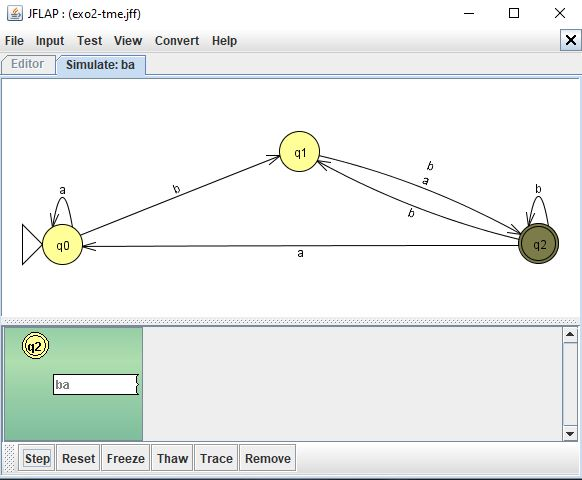 JFLAP : (exo2-tme.jff)
File Input Test View Convert Help
Editor Simulate: ba
q1
b
a
b
b
a
b
q0
q2
a
q2
ba
Step Reset Freeze Thaw Trace Remove